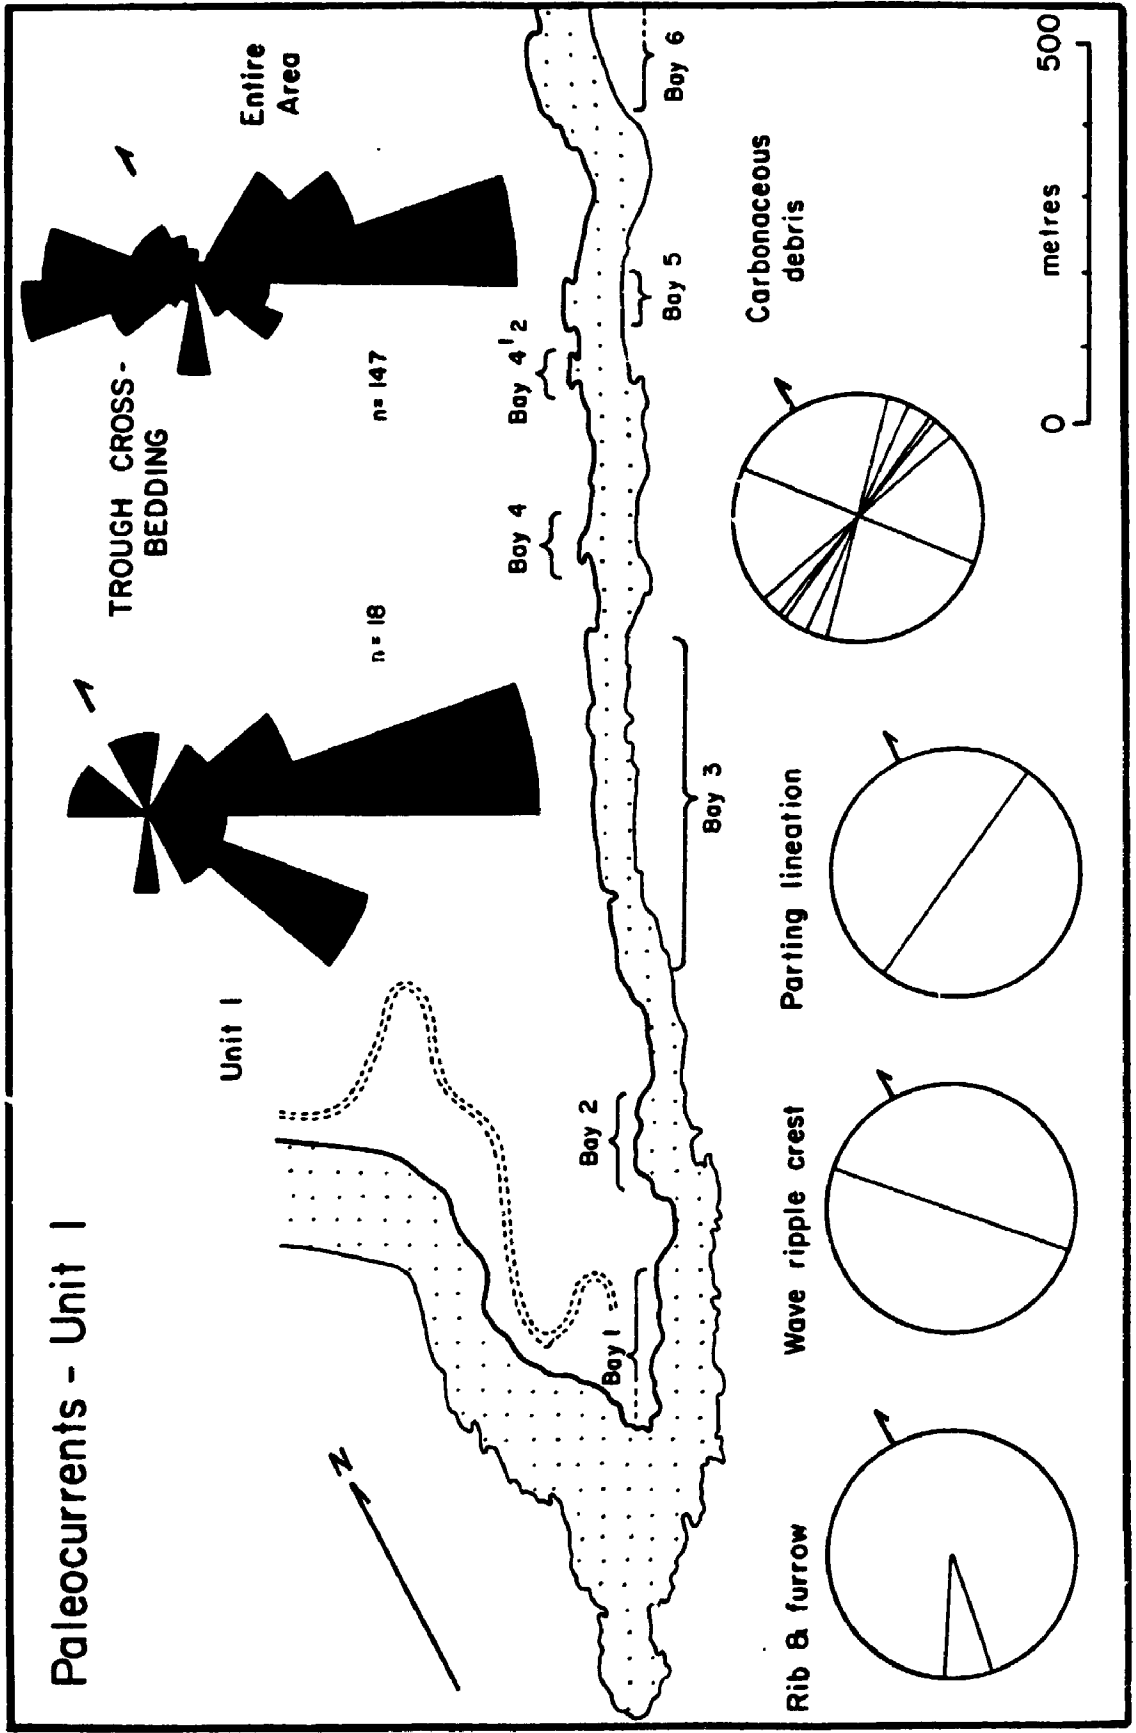 Paleocurrents - Unit 1
TROUGH CROSS-
BEDDING
Unit 1
n=18
n=147
Entire
Area
N
Bay 1
Bay 2
Bay 3
Bay 4
Bay 4 1/2
Bay 5
Bay 6
Rib & furrow
Wave ripple crest
Parting lineation
Carbonaceous
debris
0
500
metres